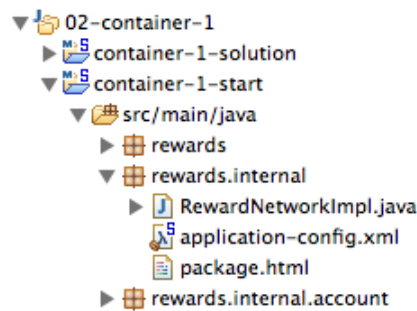 02-container-1
container-1-solution
container-1-start
src/main/java
rewards
rewards.internal
RewardNetworkImpl.java
application-config.xml
package.html
rewards.internal.account